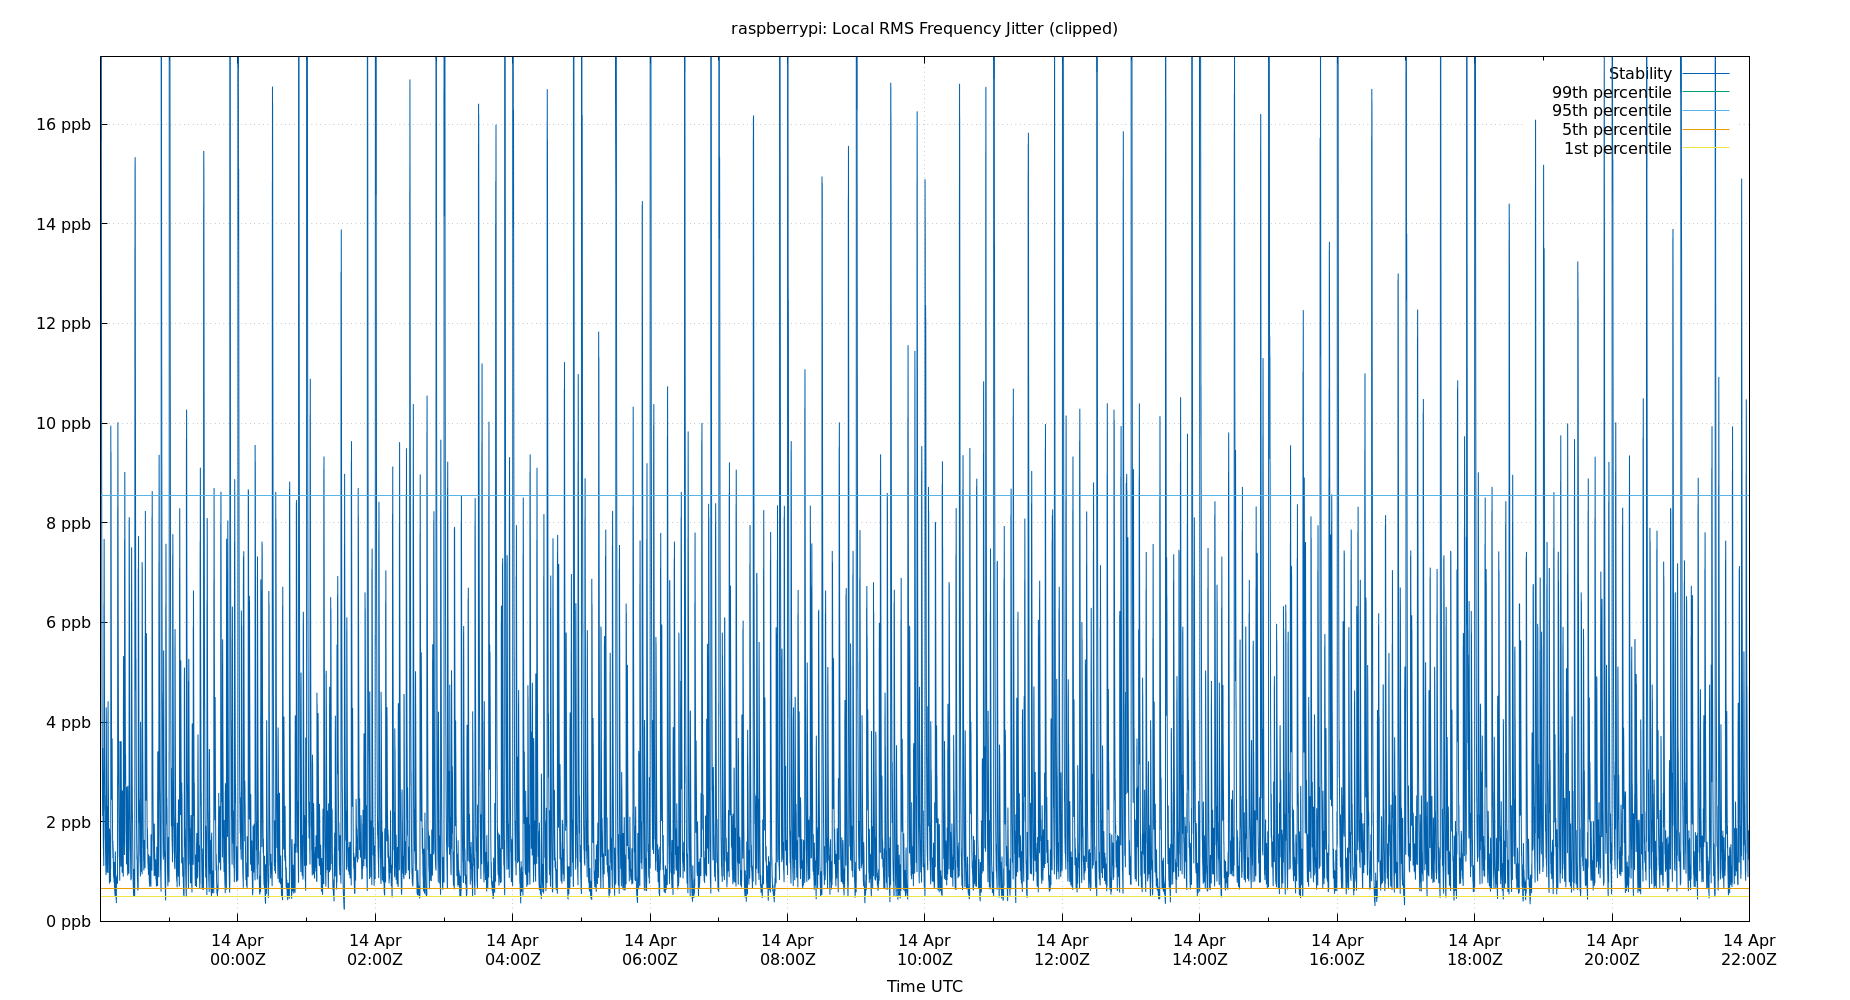 raspberrypi: Local RMS Frequency Jitter (clipped)
Stability
99th percentile
95th percentile
5th percentile
1st percentile
16 ppb
14 ppb
12 ppb
10 ppb
8 ppb
6 ppb
4 ppb
2 ppb
0 ppb
14 Apr 14 Apr 14 Apr 14 Apr 14 Apr 14 Apr 14 Apr 14 Apr 14 Apr 14 Apr 14 Apr 14 Apr
00:00Z 02:00Z 04:00Z 06:00Z 08:00Z 10:00Z 12:00Z 14:00Z 16:00Z 18:00Z 20:00Z 22:00Z
Time UTC